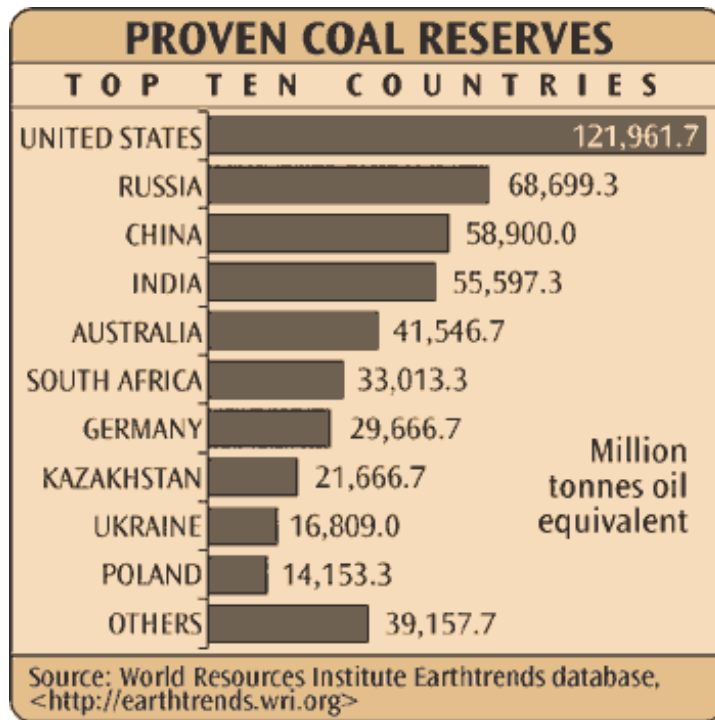 PROVEN COAL RESERVES
TOP TEN COUNTRIES
UNITED STATES 121,961.7
RUSSIA 68,699.3
CHINA 58,900.0
INDIA 55,597.3
AUSTRALIA 41,546.7
SOUTH AFRICA 33,013.3
GERMANY 29,666.7
KAZAKHSTAN 21,666.7
UKRAINE 16,809.0
POLAND 14,153.3
OTHERS 39,157.7
Million
tonnes oil
equivalent
Source: World Resources Institute Earthtrends database,
<http://earthtrends.wri.org>